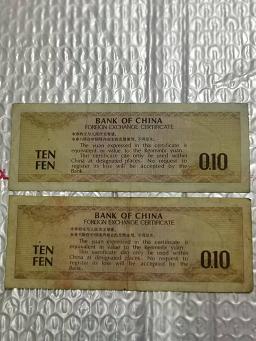 BANK OF CHINA
FOREIGN EXCHANGE CERTIFICATE
The yuan expressed in this certificate is
equivalent in value to the Renminbi yuan.
This certificate can only be used within
China at designated places. No request to
register its loss will be accepted by the
Bank.
TEN
FEN
0.10
BANK OF CHINA
FOREIGN EXCHANGE CERTIFICATE
The yuan expressed in this certificate is
equivalent in value to the Renminbi yuan.
This certificate can only be used within
China at designated places. No request to
register its loss will be accepted by the
Bank.
TEN
FEN
0.10